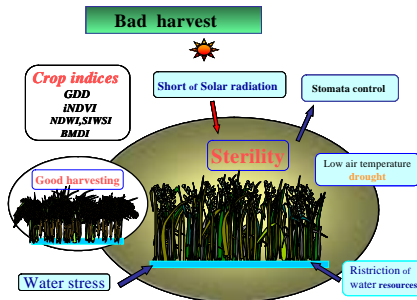 Bad harvest
Crop indices
GDD
iNDVI
NDWI,SIWSI
BMDI
Short of Solar radiation
Stomata control
Sterility
Good harvesting
Low air temperature
drought
Water stress
Ristriction of
water resources